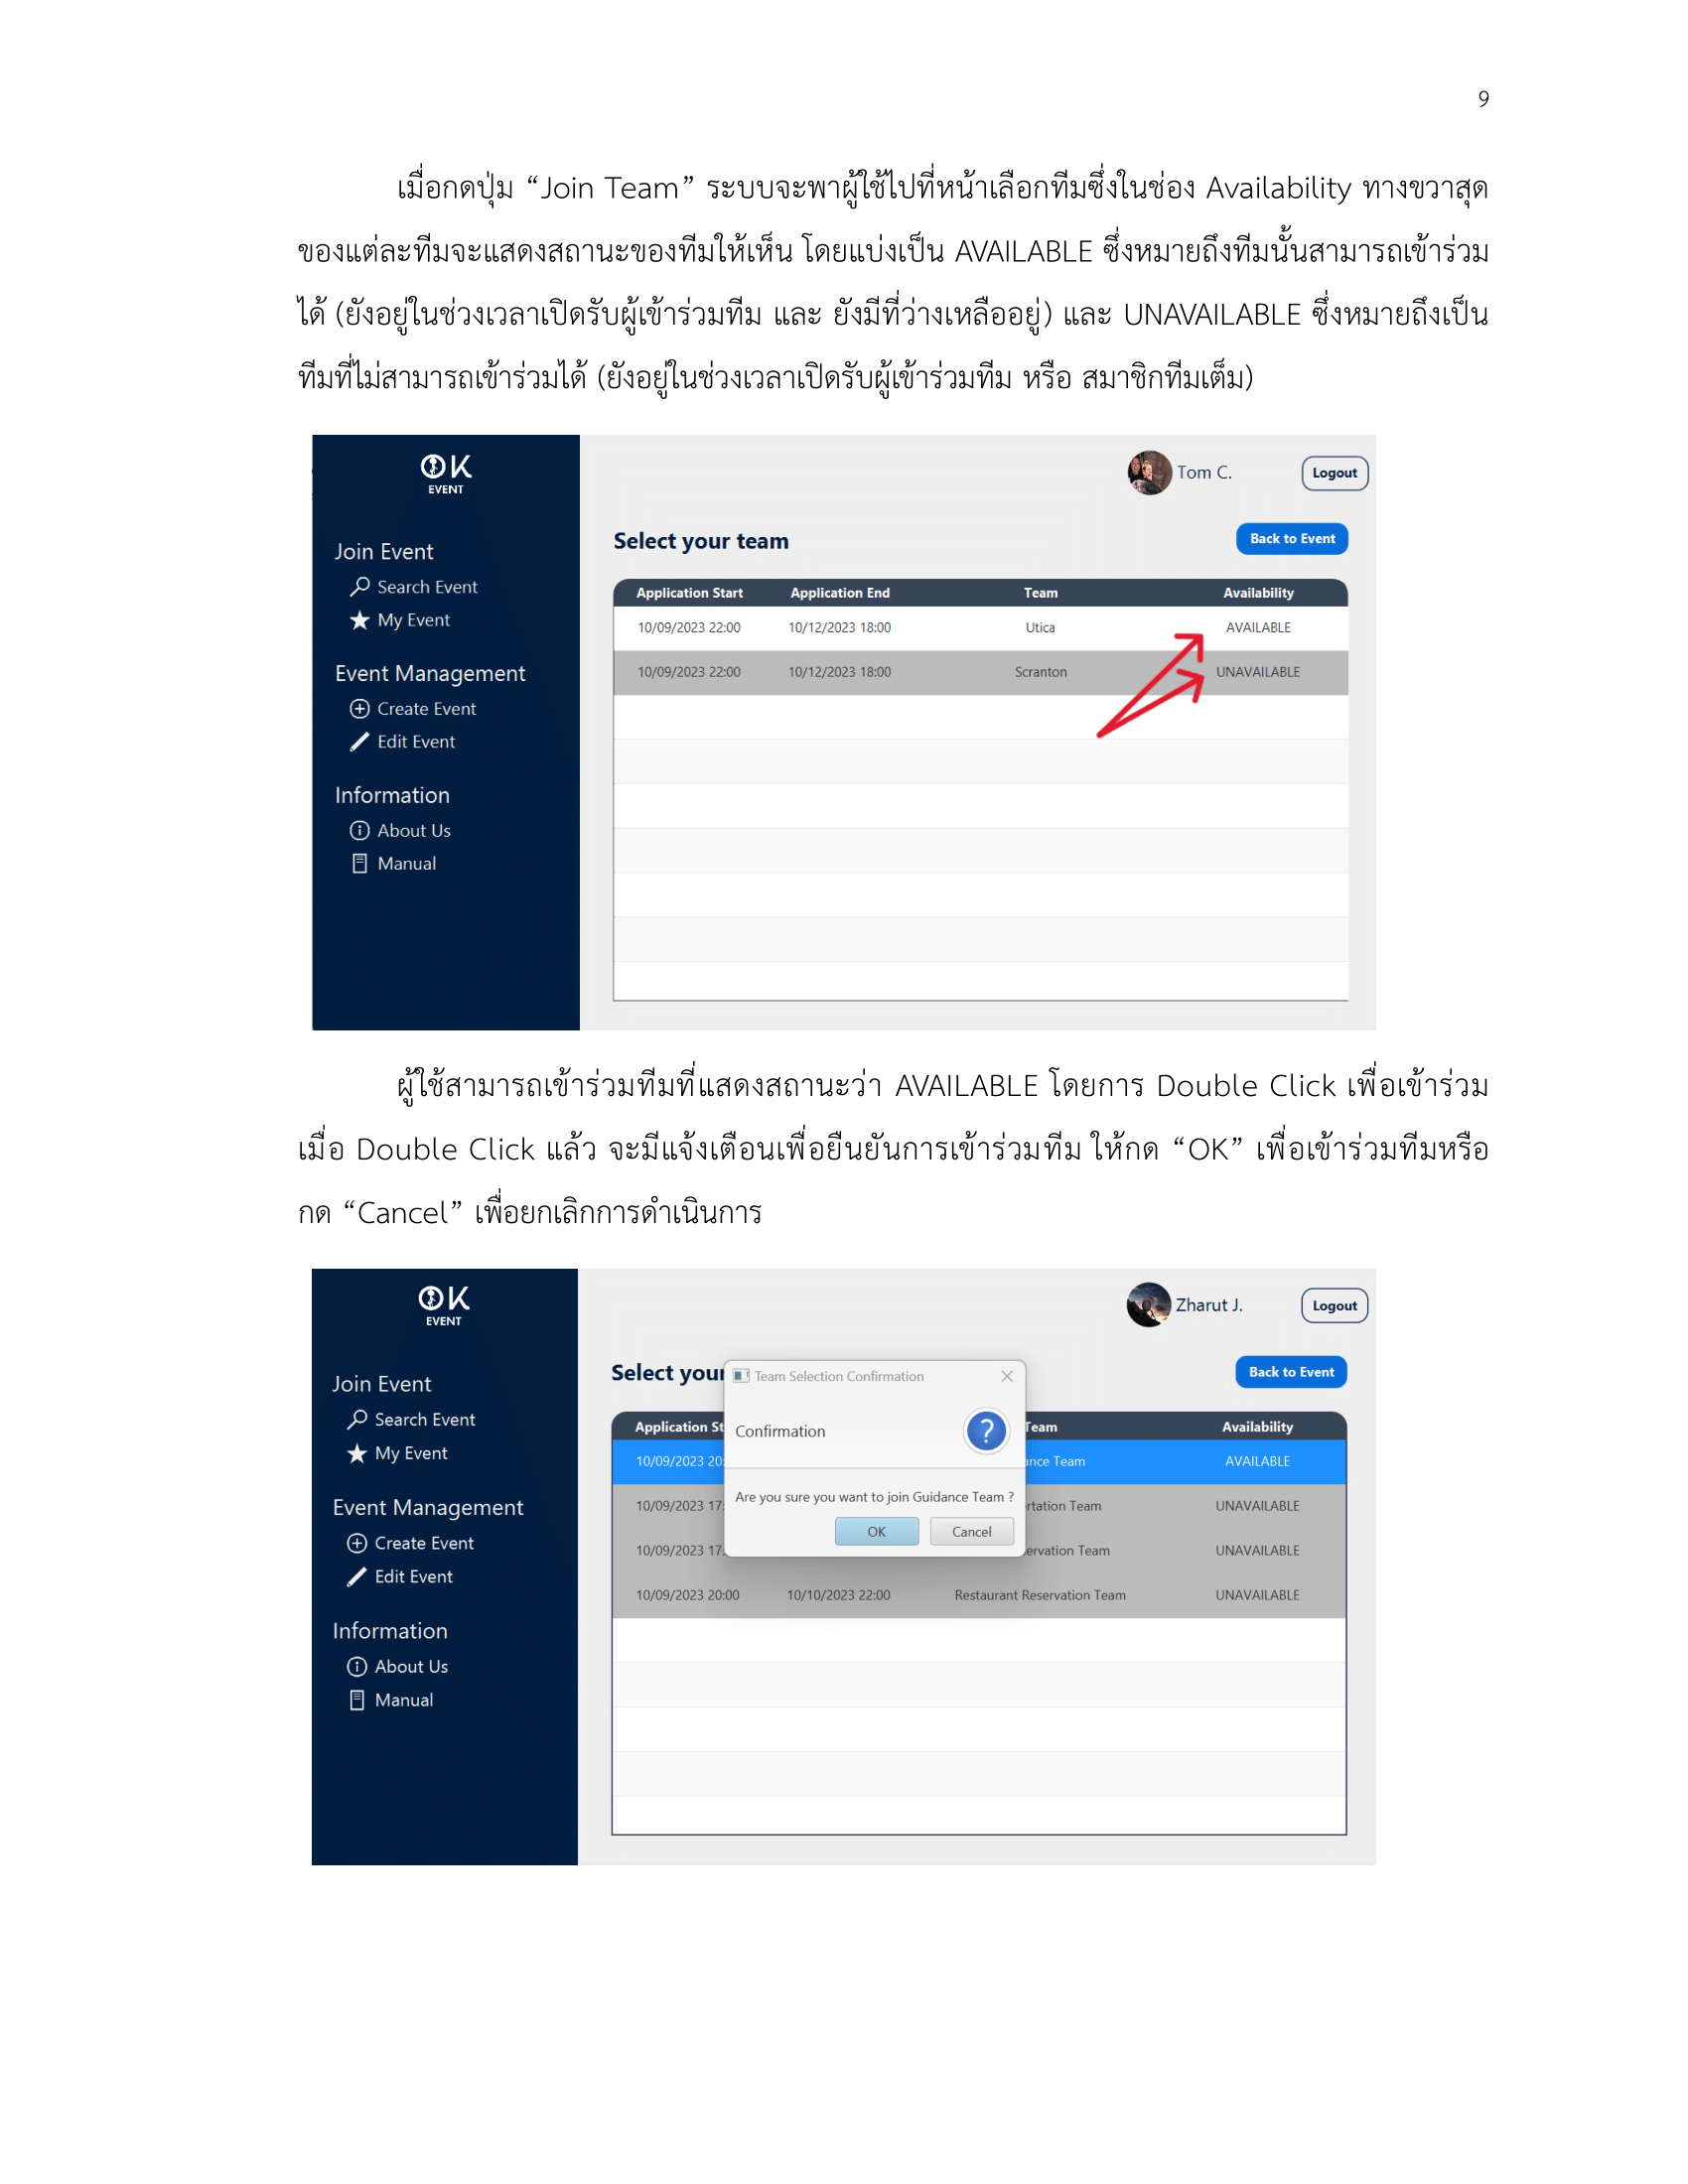 9
เมื่อกดปุ่ม “Join Team” ระบบจะพาผู้ใช้ไปที่หน้าเลือกทีมซึ่งในช่อง Availability ทางขวาสุด
ของแต่ละทีมจะแสดงสถานะของทีมให้เห็น โดยแบ่งเป็น AVAILABLE ซึ่งหมายถึงทีมนั้นสามารถเข้าร่วม
ได้ (ยังอยู่ในช่วงเวลาเปิดรับผู้เข้าร่วมทีม และ ยังมีที่ว่างเหลืออยู่) และ UNAVAILABLE ซึ่งหมายถึงเป็น
ทีมที่ไม่สามารถเข้าร่วมได้ (ยังอยู่ในช่วงเวลาเปิดรับผู้เข้าร่วมทีม หรือ สมาชิกทีมเต็ม)
OK
EVENT
Tom C.
Logout
Join Event
Search Event
My Event
Event Management
Create Event
Edit Event
Information
About Us
Manual
Select your team
Back to Event
Application Start Application End Team Availability
10/09/2023 22:00 10/12/2023 18:00 Utica AVAILABLE
10/09/2023 22:00 10/12/2023 18:00 Scranton UNAVAILABLE
ผู้ใช้สามารถเข้าร่วมทีมที่แสดงสถานะว่า AVAILABLE โดยการ Double Click เพื่อเข้าร่วม
เมื่อ Double Click แล้ว จะมีแจ้งเตือนเพื่อยืนยันการเข้าร่วมทีม ให้กด “OK” เพื่อเข้าร่วมทีมหรือ
กด “Cancel” เพื่อยกเลิกการดำเนินการ
OK
EVENT
Zharut J.
Logout
Join Event
Search Event
My Event
Event Management
Create Event
Edit Event
Information
About Us
Manual
Select your
Back to Event
Team Selection Confirmation
Confirmation
Are you sure you want to join Guidance Team ?
OK Cancel
Application Team Availability
10/09/2023 Team AVAILABLE
10/09/2023 Team UNAVAILABLE
10/09/2023 Team UNAVAILABLE
10/09/2023 20:00 10/10/2023 22:00 Restaurant Reservation Team UNAVAILABLE